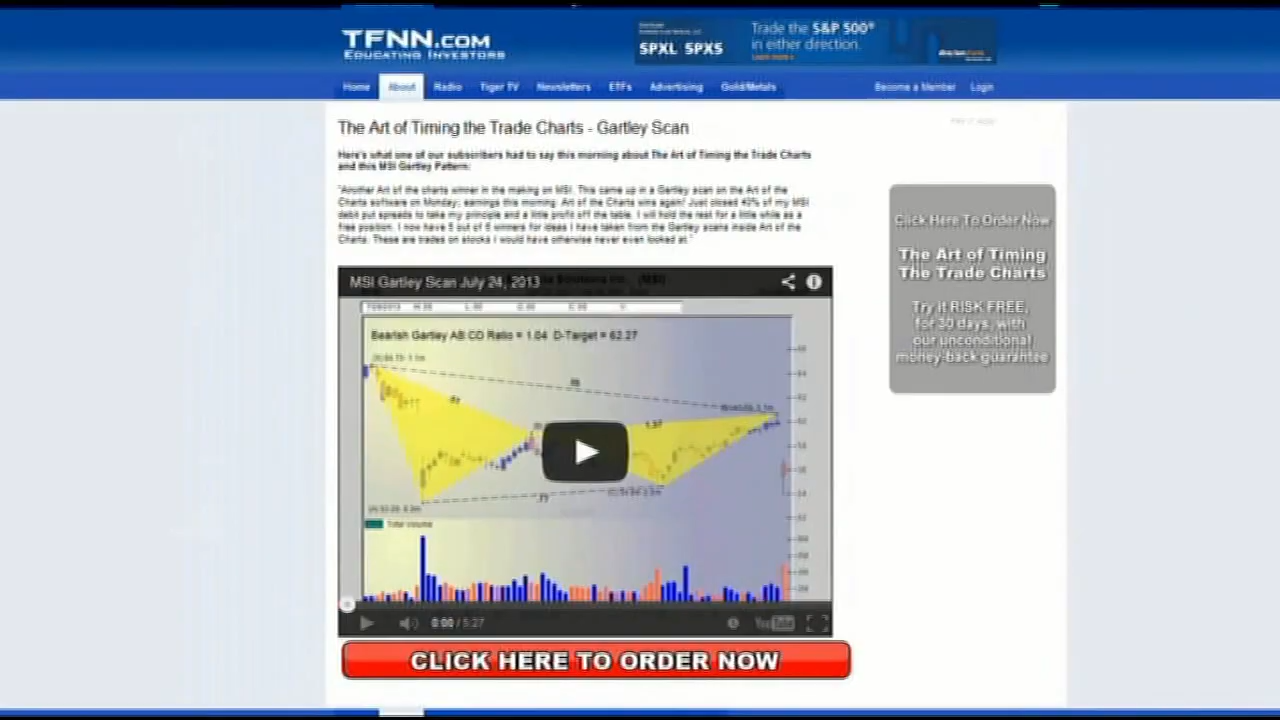 TFNN.COM
EDUCATING INVESTORS
SPXL SPXS
Trade the S&P 500®
in either direction.
Learn more >
Home About Radio Tiger TV Newsletters ETFs Advertising Gold/Metals Become a Member Login
The Art of Timing the Trade Charts - Gartley Scan
Here's what one of our subscribers had to say this morning about The Art of Timing the Trade Charts
and this MSI Gartley Pattern:
"Another Art of the charts winner in the making on MSI. This came up in a Gartley scan on the Art of the
Charts software on Monday; earnings this morning. Art of the Charts wins again! Just closed 40% of my MSI
debit put spreads to take my principle and a little profit off the table. I will hold the rest for a little while as a
free position. I now have 5 out of 5 winners for ideas I have taken from the Gartley scans inside Art of the
Charts. These are trades on stocks I would have otherwise never even looked at."
Click Here To Order Now
The Art of Timing
The Trade Charts
Try it RISK FREE,
for 30 days, with
our unconditional
money-back guarantee
MSI Gartley Scan July 24, 2013
(MSI)
Bearish Gartley AB:CD Ratio = 1.04 D-Target = 62.27
Total Volume
0:00 / 5:27
YouTube
CLICK HERE TO ORDER NOW